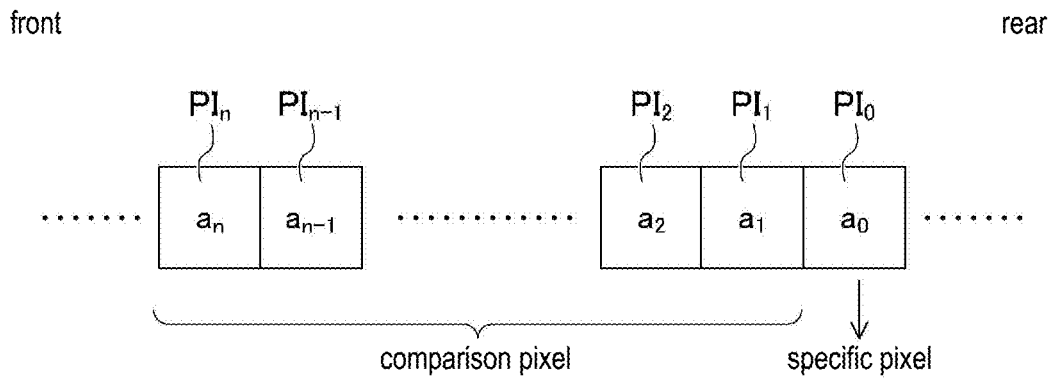 front rear
PIₙ PIₙ₋₁ PI₂ PI₁ PI₀
....... aₙ aₙ₋₁ ............. a₂ a₁ a₀ .......
comparison pixel specific pixel